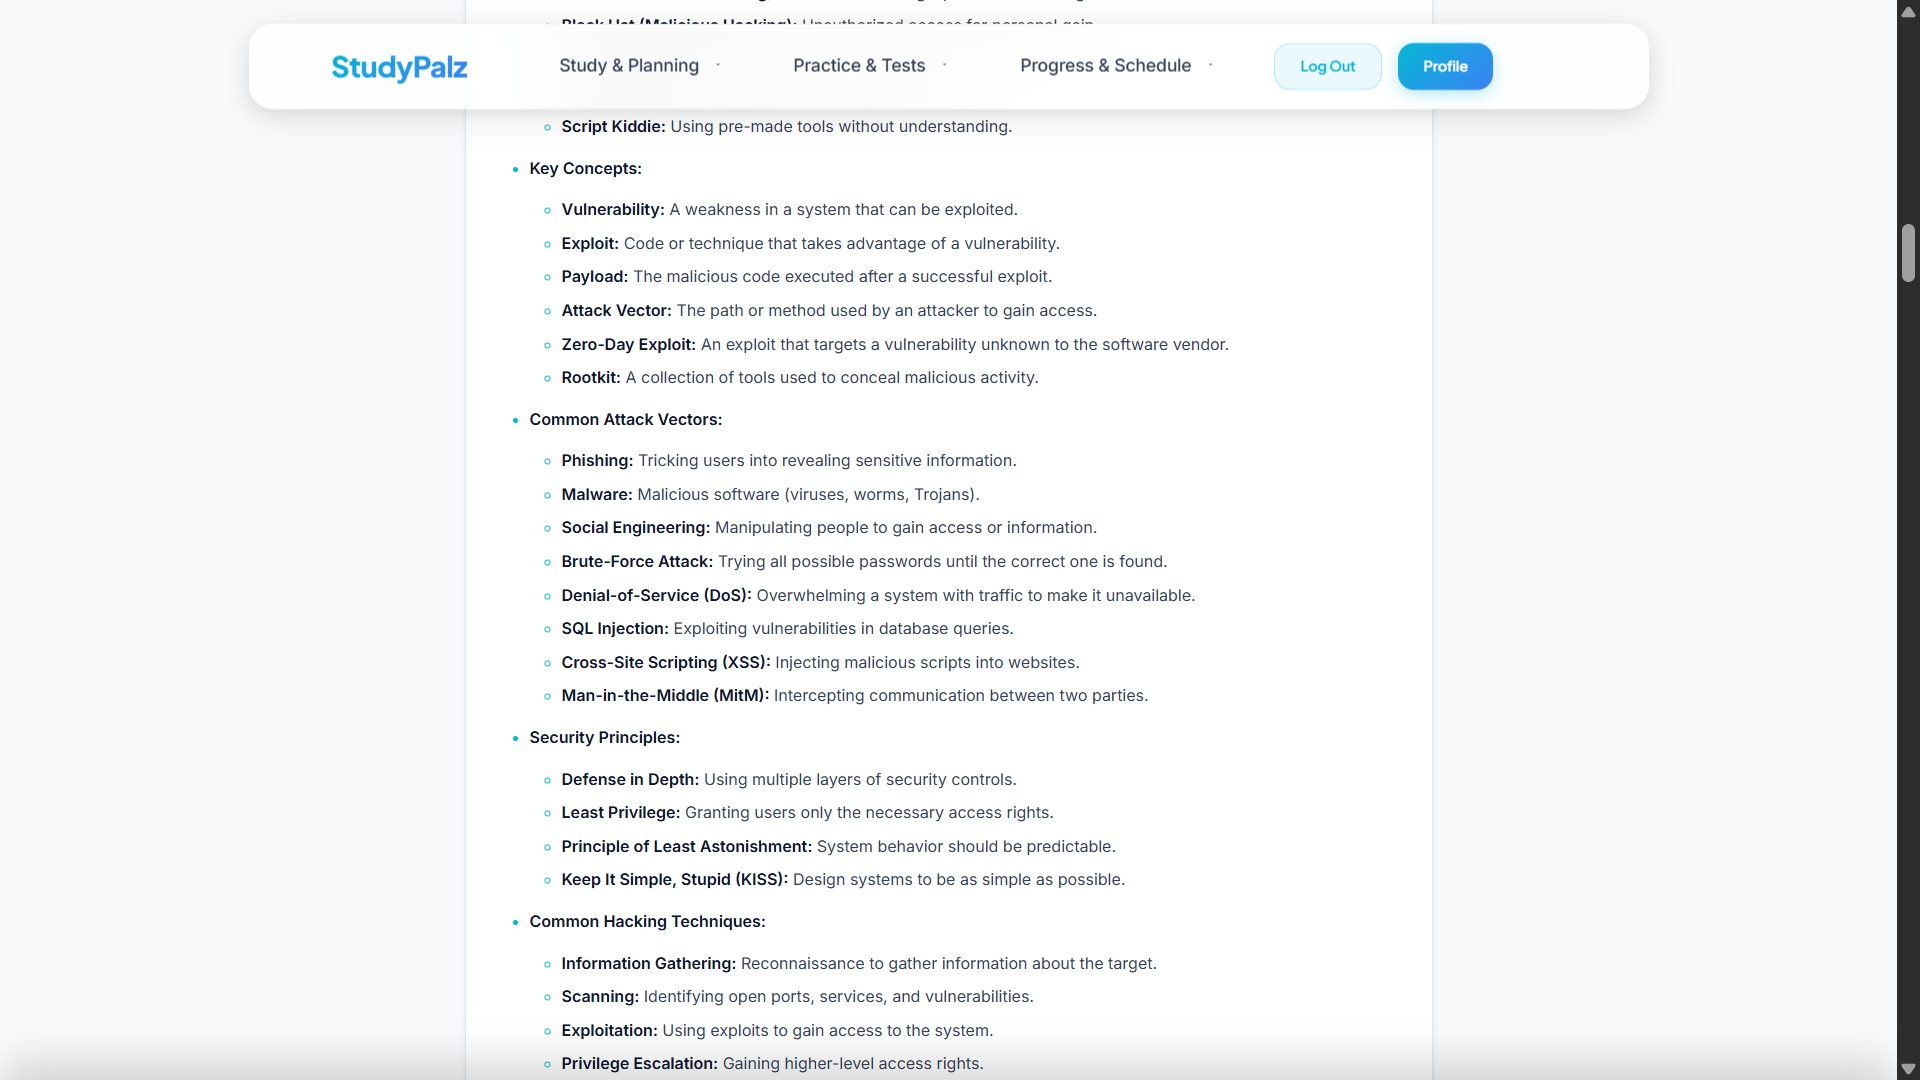 StudyPalz
Study & Planning
Practice & Tests
Progress & Schedule
Log Out
Profile
Script Kiddie: Using pre-made tools without understanding.
Key Concepts:
Vulnerability: A weakness in a system that can be exploited.
Exploit: Code or technique that takes advantage of a vulnerability.
Payload: The malicious code executed after a successful exploit.
Attack Vector: The path or method used by an attacker to gain access.
Zero-Day Exploit: An exploit that targets a vulnerability unknown to the software vendor.
Rootkit: A collection of tools used to conceal malicious activity.
Common Attack Vectors:
Phishing: Tricking users into revealing sensitive information.
Malware: Malicious software (viruses, worms, Trojans).
Social Engineering: Manipulating people to gain access or information.
Brute-Force Attack: Trying all possible passwords until the correct one is found.
Denial-of-Service (DoS): Overwhelming a system with traffic to make it unavailable.
SQL Injection: Exploiting vulnerabilities in database queries.
Cross-Site Scripting (XSS): Injecting malicious scripts into websites.
Man-in-the-Middle (MitM): Intercepting communication between two parties.
Security Principles:
Defense in Depth: Using multiple layers of security controls.
Least Privilege: Granting users only the necessary access rights.
Principle of Least Astonishment: System behavior should be predictable.
Keep It Simple, Stupid (KISS): Design systems to be as simple as possible.
Common Hacking Techniques:
Information Gathering: Reconnaissance to gather information about the target.
Scanning: Identifying open ports, services, and vulnerabilities.
Exploitation: Using exploits to gain access to the system.
Privilege Escalation: Gaining higher-level access rights.